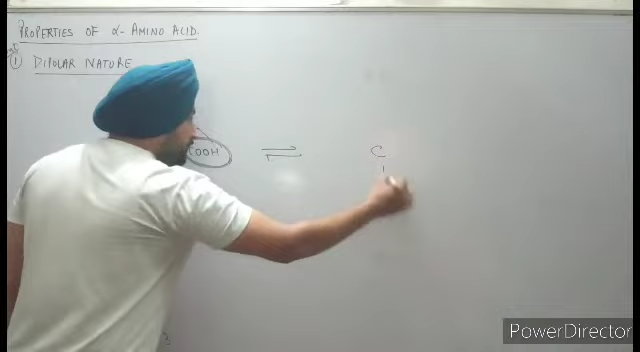 PROPERTIES OF α- AMINO ACID.
① DIPOLAR NATURE
COOH ⇌ C
PowerDirector